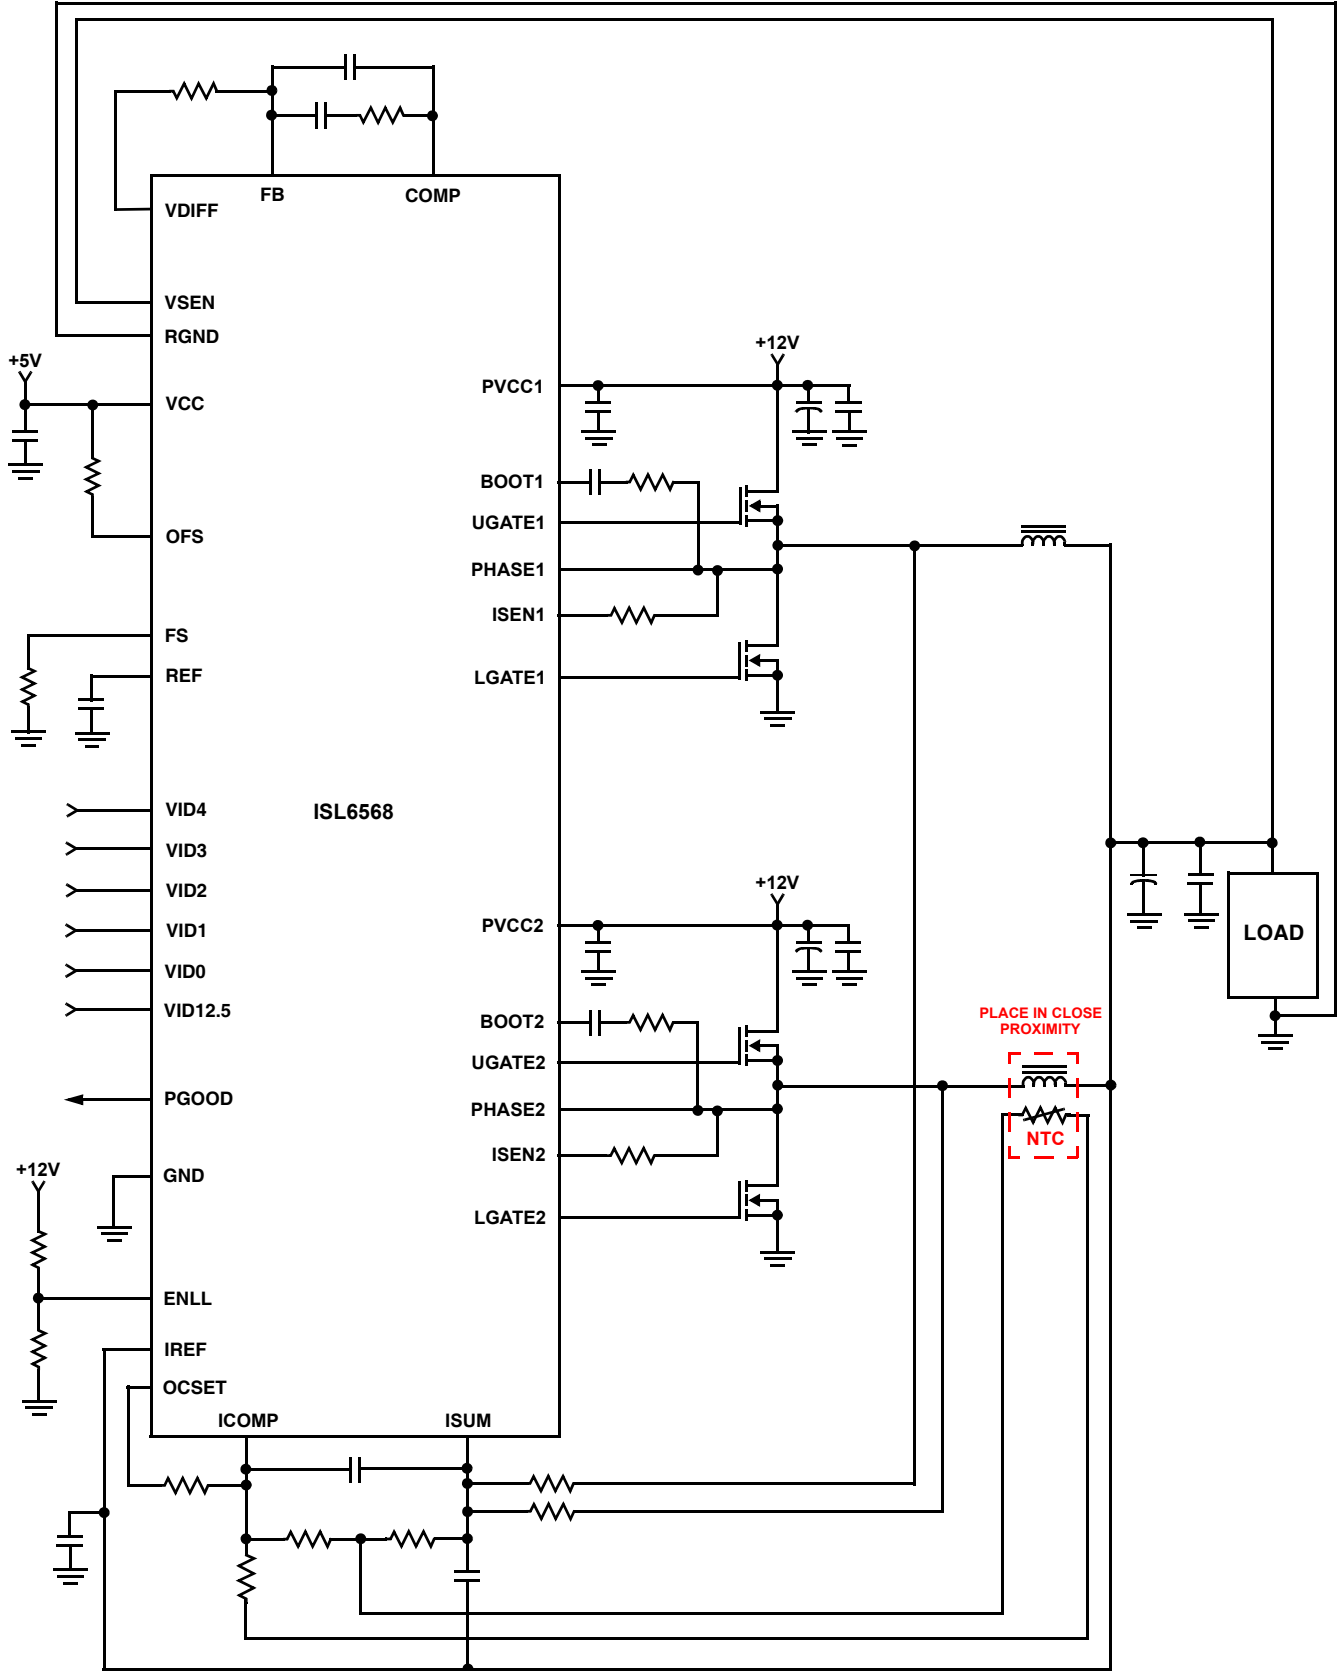 FB
COMP
VDIFF
VSEN
RGND
+5V
VCC
OFS
FS
REF
VID4
VID3
VID2
VID1
VID0
VID12.5
PGOOD
GND
+12V
ENLL
IREF
OCSET
ICOMP
ISUM
ISL6568
+12V
PVCC1
BOOT1
UGATE1
PHASE1
ISEN1
LGATE1
+12V
PVCC2
BOOT2
UGATE2
PHASE2
ISEN2
LGATE2
PLACE IN CLOSE
PROXIMITY
NTC
LOAD